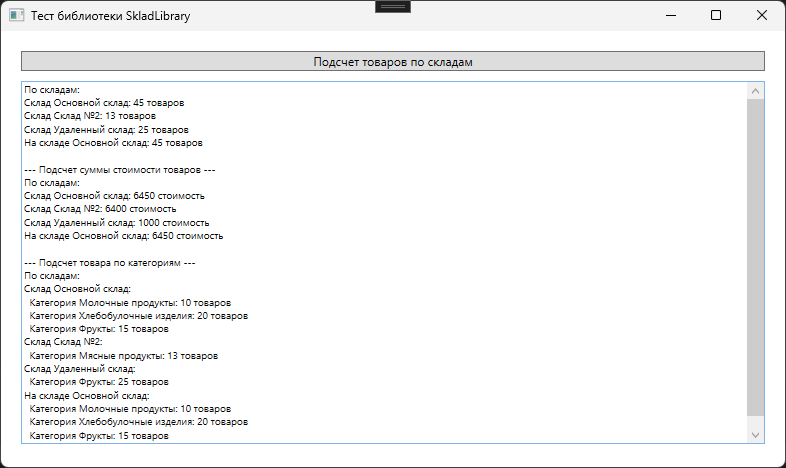 Тест библиотеки SkladLibrary
Подсчет товаров по складам
По складам:
Склад Основной склад: 45 товаров
Склад Склад №2: 13 товаров
Склад Удаленный склад: 25 товаров
На складе Основной склад: 45 товаров
--- Подсчет суммы стоимости товаров ---
По складам:
Склад Основной склад: 6450 стоимость
Склад Склад №2: 6400 стоимость
Склад Удаленный склад: 1000 стоимость
На складе Основной склад: 6450 стоимость
--- Подсчет товара по категориям ---
По складам:
Склад Основной склад:
Категория Молочные продукты: 10 товаров
Категория Хлебобулочные изделия: 20 товаров
Категория Фрукты: 15 товаров
Склад Склад №2:
Категория Мясные продукты: 13 товаров
Склад Удаленный склад:
Категория Фрукты: 25 товаров
На складе Основной склад:
Категория Молочные продукты: 10 товаров
Категория Хлебобулочные изделия: 20 товаров
Категория Фрукты: 15 товаров